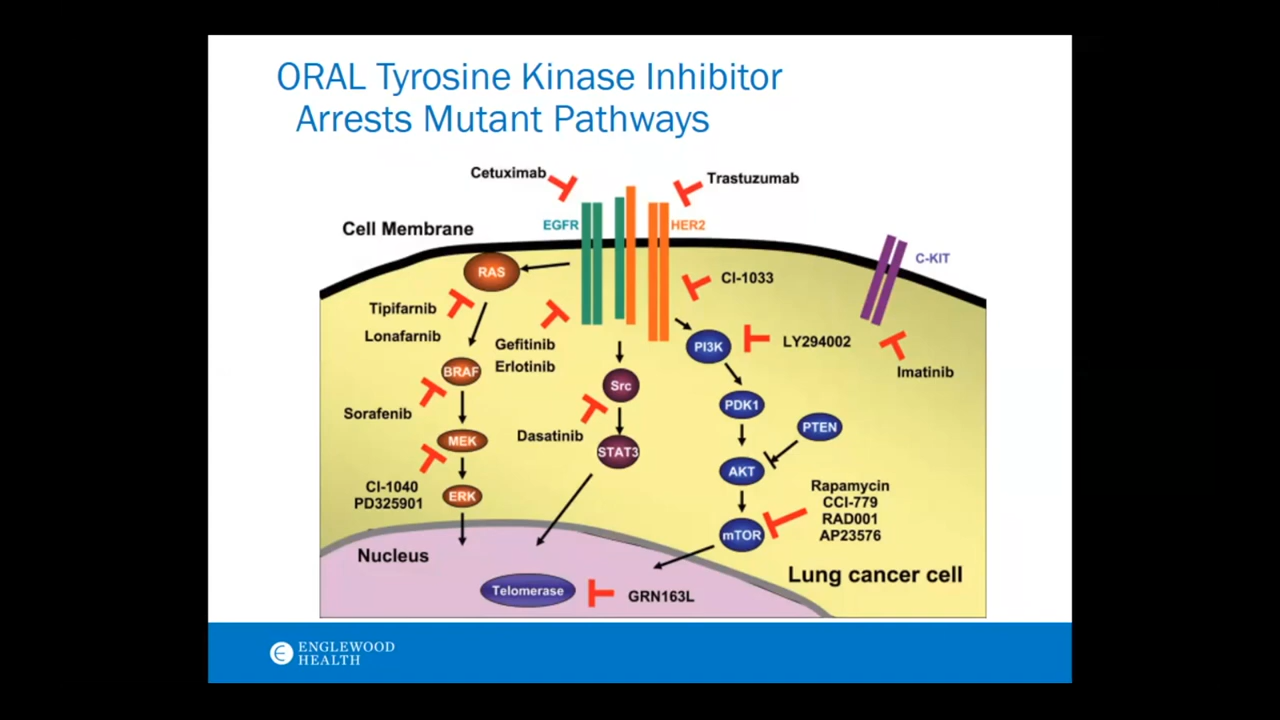 ORAL Tyrosine Kinase Inhibitor
Arrests Mutant Pathways
Cetuximab
Trastuzumab
EGFR
HER2
Cell Membrane
C-KIT
RAS
CI-1033
Tipifarnib
Lonafarnib
Gefitinib
Erlotinib
PI3K
LY294002
Imatinib
BRAF
Src
Sorafenib
PDK1
Dasatinib
PTEN
MEK
STAT3
AKT
CI-1040
PD325901
ERK
Rapamycin
CCI-779
RAD001
AP23576
mTOR
Nucleus
Lung cancer cell
Telomerase
GRN163L
ENGLEWOOD
HEALTH